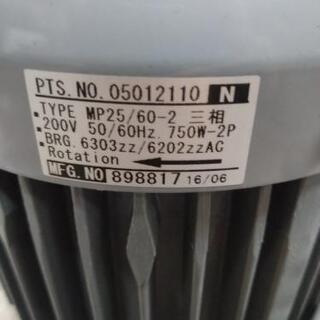 PTS.NO.05012110 N
TYPE MP25/60-2 三相
200V 50/60Hz 750W-2P
BRG.6303zz/6202zzAC
Rotation
MFG.NO 898817 16/06